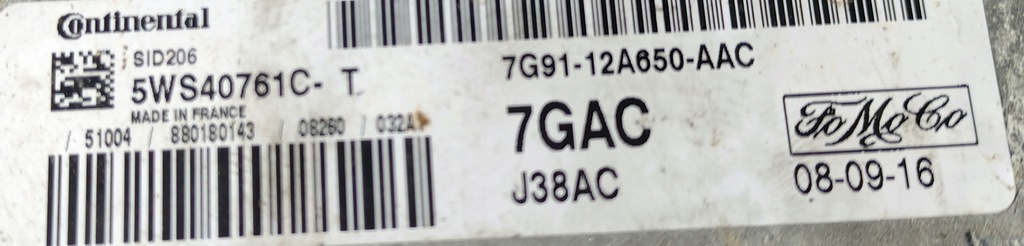 Continental
SID206
5WS40761C- T
MADE IN FRANCE
/ 51004 / 880180143 / 08260 / 032A
7G91-12A650-AAC
7GAC
J38AC
FoMoCo
08-09-16